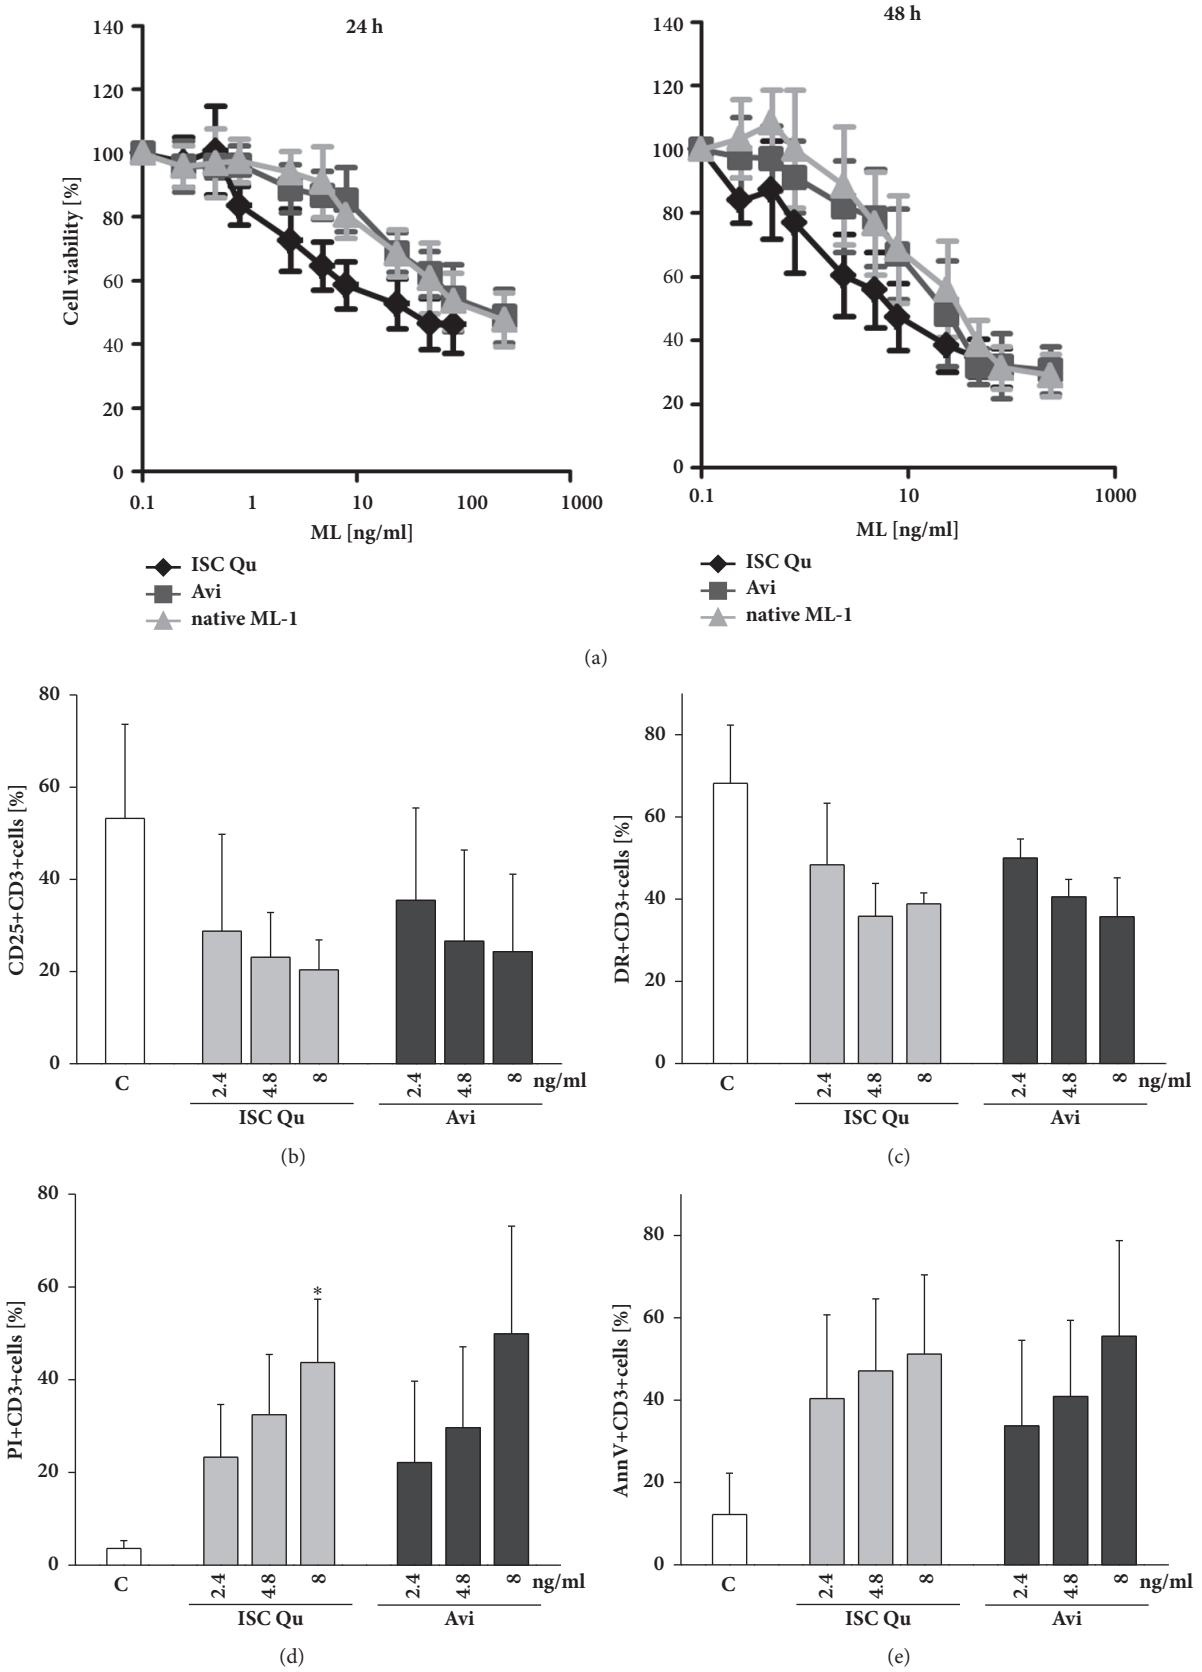 24 h
140
120
100
80
60
40
20
0
Cell viability [%]
0.1 1 10 100 1000
ML [ng/ml]
ISC Qu
Avi
native ML-1
48 h
140
120
100
80
60
40
20
0
0.1 10 1000
ML [ng/ml]
ISC Qu
Avi
native ML-1
(a)
80
60
40
20
0
CD25+CD3+cells [%]
C 2.4 4.8 8 2.4 4.8 8 ng/ml
ISC Qu Avi
(b)
80
60
40
20
0
DR+CD3+cells [%]
C 2.4 4.8 8 2.4 4.8 8 ng/ml
ISC Qu Avi
(c)
80
60
40
20
0
PI+CD3+cells [%]
*
C 2.4 4.8 8 2.4 4.8 8 ng/ml
ISC Qu Avi
(d)
80
60
40
20
0
AnnV+CD3+cells [%]
C 2.4 4.8 8 2.4 4.8 8 ng/ml
ISC Qu Avi
(e)